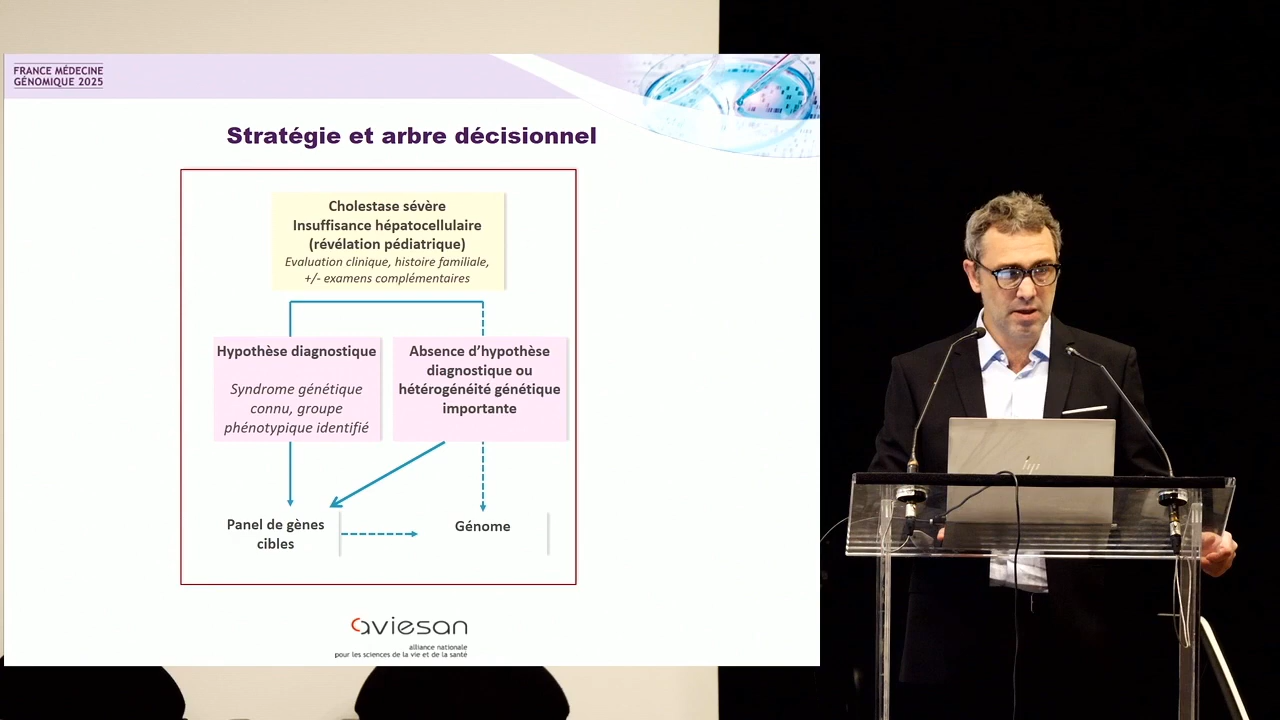 FRANCE MÉDECINE
GÉNOMIQUE 2025
Stratégie et arbre décisionnel
Cholestase sévère
Insuffisance hépatocellulaire
(révélation pédiatrique)
Evaluation clinique, histoire familiale,
+/- examens complémentaires
Hypothèse diagnostique
Syndrome génétique
connu, groupe
phénotypique identifié
Absence d’hypothèse
diagnostique ou
hétérogénéité génétique
importante
Panel de gènes
cibles
Génome
aviesan
alliance nationale
pour les sciences de la vie et de la santé
hp